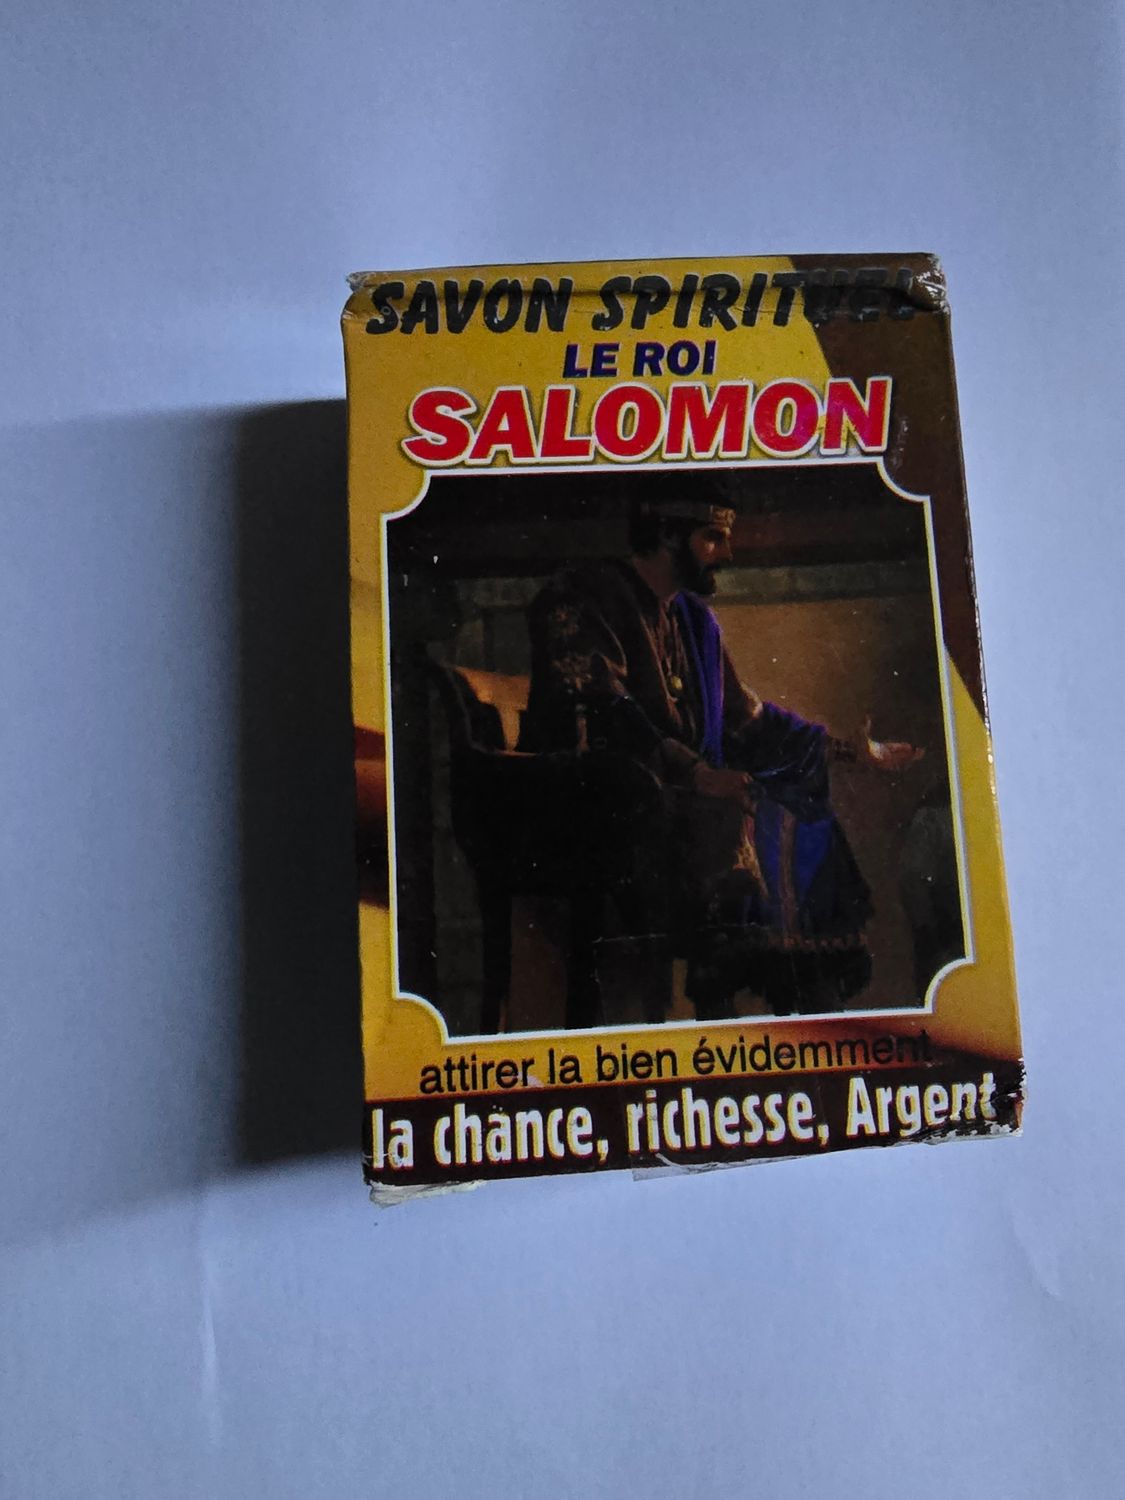 SAVON SPIRITUEL
LE ROI
SALOMON
attirer la bien évidemment
la chance, richesse, Argent